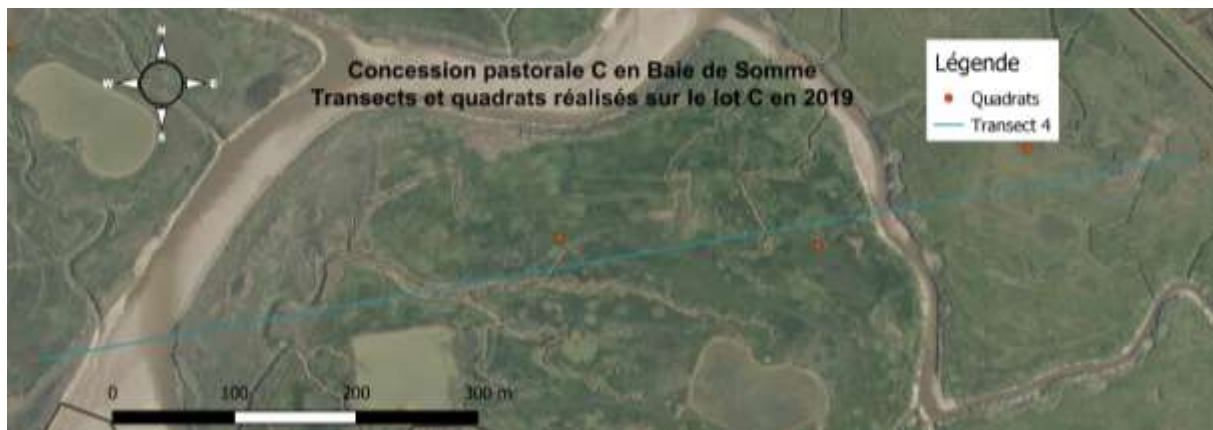 Concession pastorale C en Baie de Somme
Transects et quadrats réalisés sur le lot C en 2019
N
W
E
Légende
Quadrats
Transect 4
0
100
200
300 m